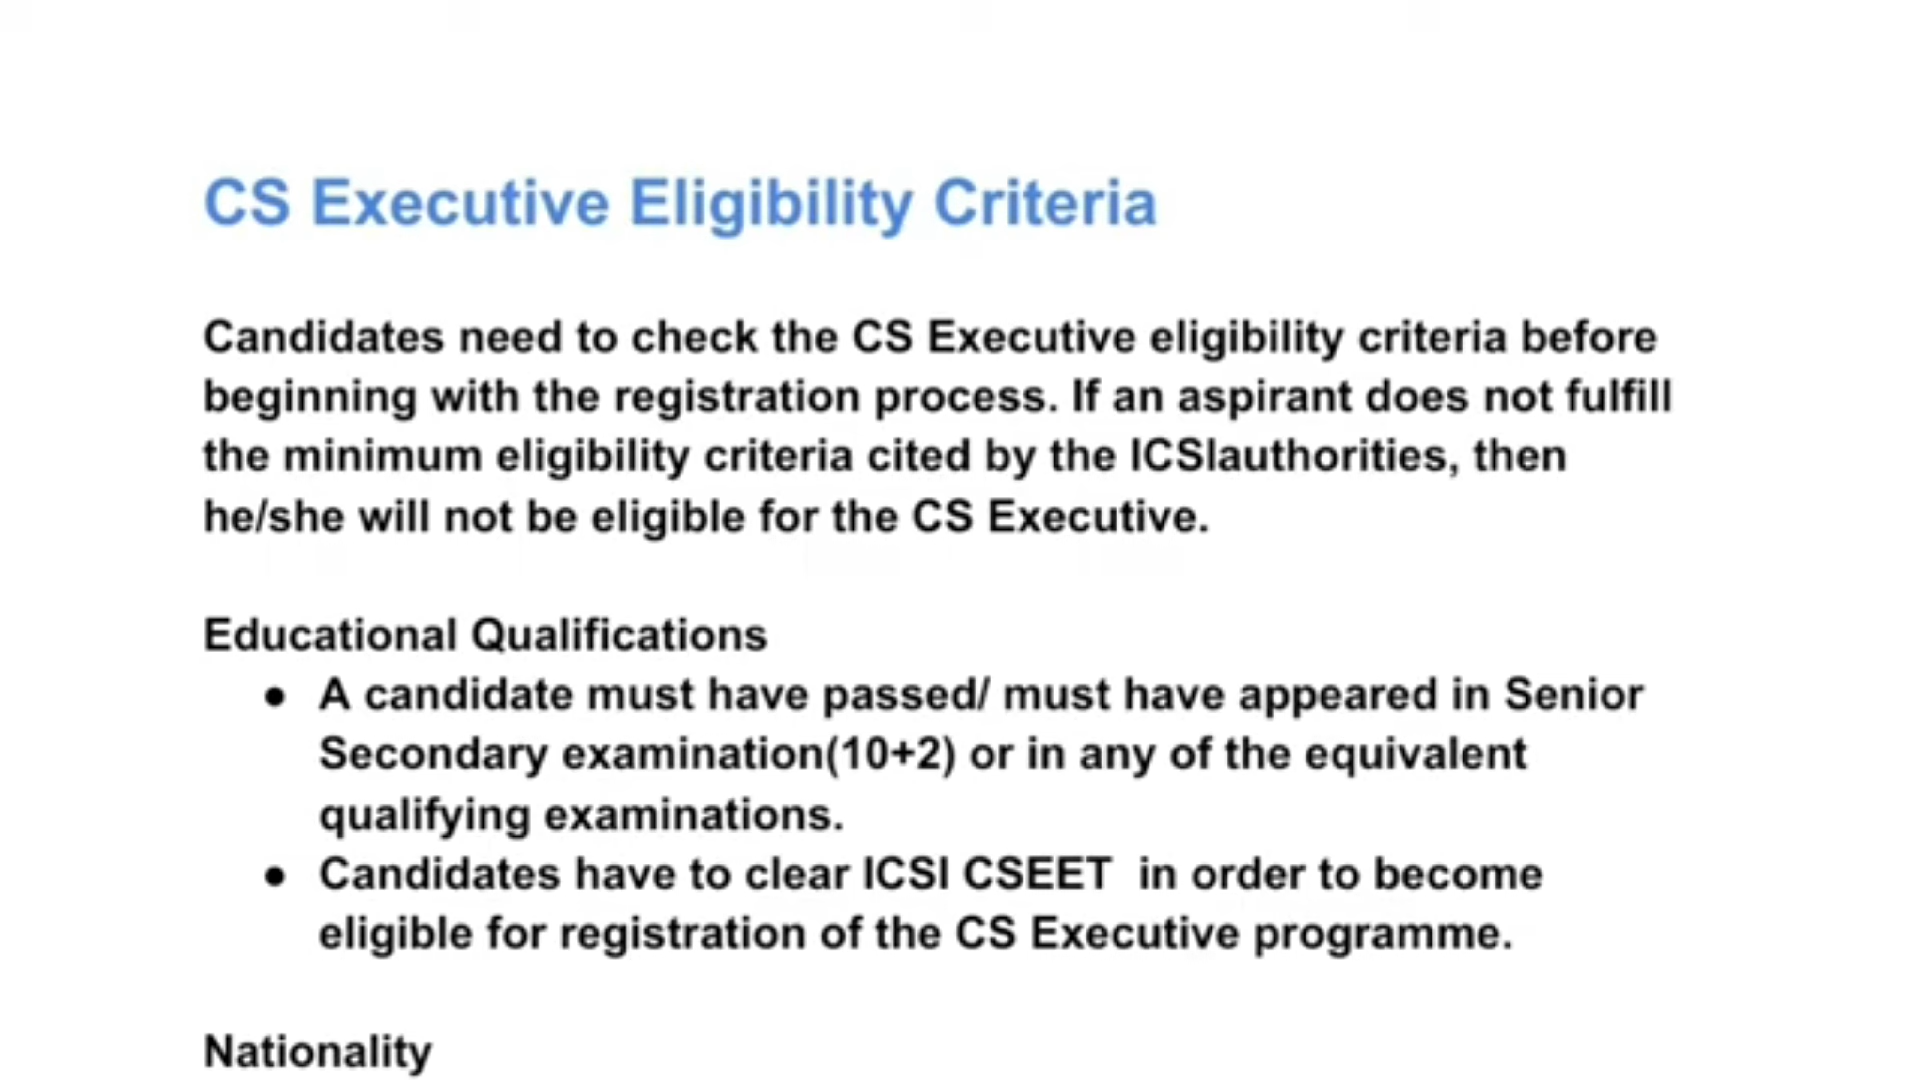 CS Executive Eligibility Criteria
Candidates need to check the CS Executive eligibility criteria before
beginning with the registration process. If an aspirant does not fulfill
the minimum eligibility criteria cited by the ICSIauthorities, then
he/she will not be eligible for the CS Executive.
Educational Qualifications
● A candidate must have passed/ must have appeared in Senior
Secondary examination(10+2) or in any of the equivalent
qualifying examinations.
● Candidates have to clear ICSI CSEET  in order to become
eligible for registration of the CS Executive programme.
Nationality